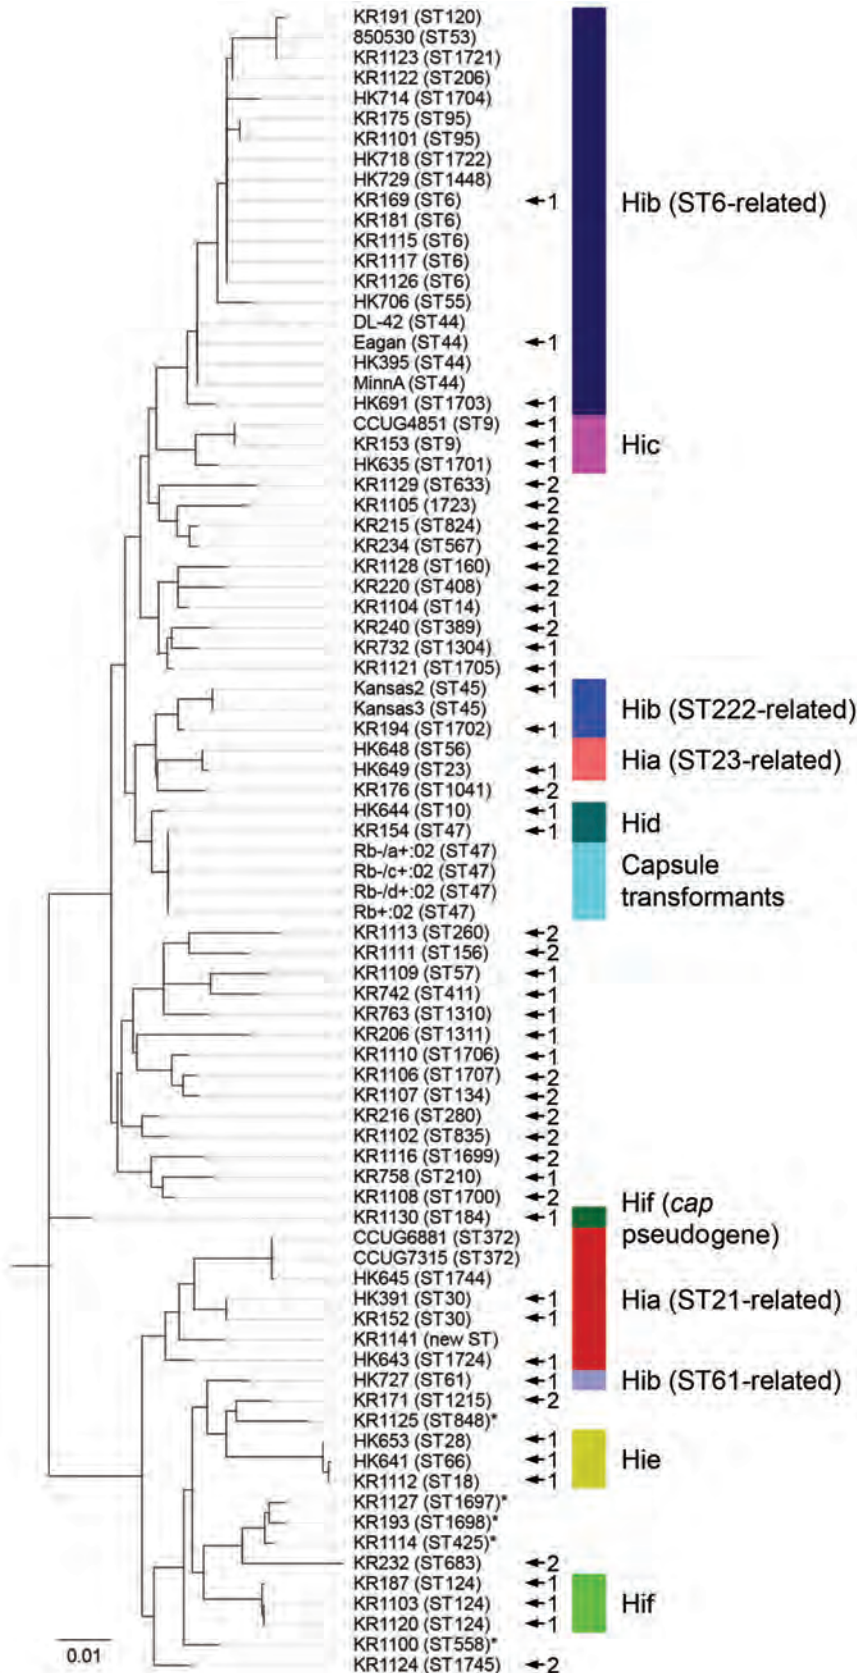 KR191 (ST120)
850530 (ST53)
KR1123 (ST1721)
KR1122 (ST206)
HK714 (ST1704)
KR175 (ST95)
KR1101 (ST95)
HK718 (ST1722)
HK729 (ST1448)
KR169 (ST6) ←1 Hib (ST6-related)
KR181 (ST6)
KR1115 (ST6)
KR1117 (ST6)
KR1126 (ST6)
HK706 (ST55)
DL-42 (ST44)
Eagan (ST44) ←1
HK395 (ST44)
MinnA (ST44)
HK691 (ST1703) ←1
CCUG4851 (ST9) ←1
KR153 (ST9) ←1 Hic
HK635 (ST1701) ←1
KR1129 (ST633) ←2
KR1105 (1723) ←2
KR215 (ST824) ←2
KR234 (ST567) ←2
KR1128 (ST160) ←2
KR220 (ST408) ←2
KR1104 (ST14) ←1
KR240 (ST389) ←2
KR732 (ST1304) ←1
KR1121 (ST1705) ←1
Kansas2 (ST45) ←1
Kansas3 (ST45) Hib (ST222-related)
KR194 (ST1702) ←1
HK648 (ST56)
HK649 (ST23) ←1 Hia (ST23-related)
KR176 (ST1041) ←2
HK644 (ST10) ←1
KR154 (ST47) ←1 Hid
Rb-/a+:02 (ST47)
Rb-/c+:02 (ST47) Capsule
Rb-/d+:02 (ST47) transformants
Rb+:02 (ST47)
KR1113 (ST260) ←2
KR1111 (ST156) ←2
KR1109 (ST57) ←1
KR742 (ST411) ←1
KR763 (ST1310) ←1
KR206 (ST1311) ←1
KR1110 (ST1706) ←1
KR1106 (ST1707) ←2
KR1107 (ST134) ←2
KR216 (ST280) ←2
KR1102 (ST835) ←2
KR1116 (ST1699) ←2
KR758 (ST210) ←1
KR1108 (ST1700) ←2 Hif (cap
KR1130 (ST184) ←1 pseudogene)
CCUG6881 (ST372)
CCUG7315 (ST372)
HK645 (ST1744)
HK391 (ST30) ←1 Hia (ST21-related)
KR152 (ST30) ←1
KR1141 (new ST)
HK643 (ST1724) ←1
HK727 (ST61) ←1 Hib (ST61-related)
KR171 (ST1215) ←2
KR1125 (ST848)*
HK653 (ST28) ←1
HK641 (ST66) ←1 Hie
KR1112 (ST18) ←1
KR1127 (ST1697)*
KR193 (ST1698)*
KR1114 (ST425)*
KR232 (ST683) ←2
KR187 (ST124) ←1
KR1103 (ST124) ←1 Hif
KR1120 (ST124) ←1
KR1100 (ST558)*
KR1124 (ST1745) ←2
0.01